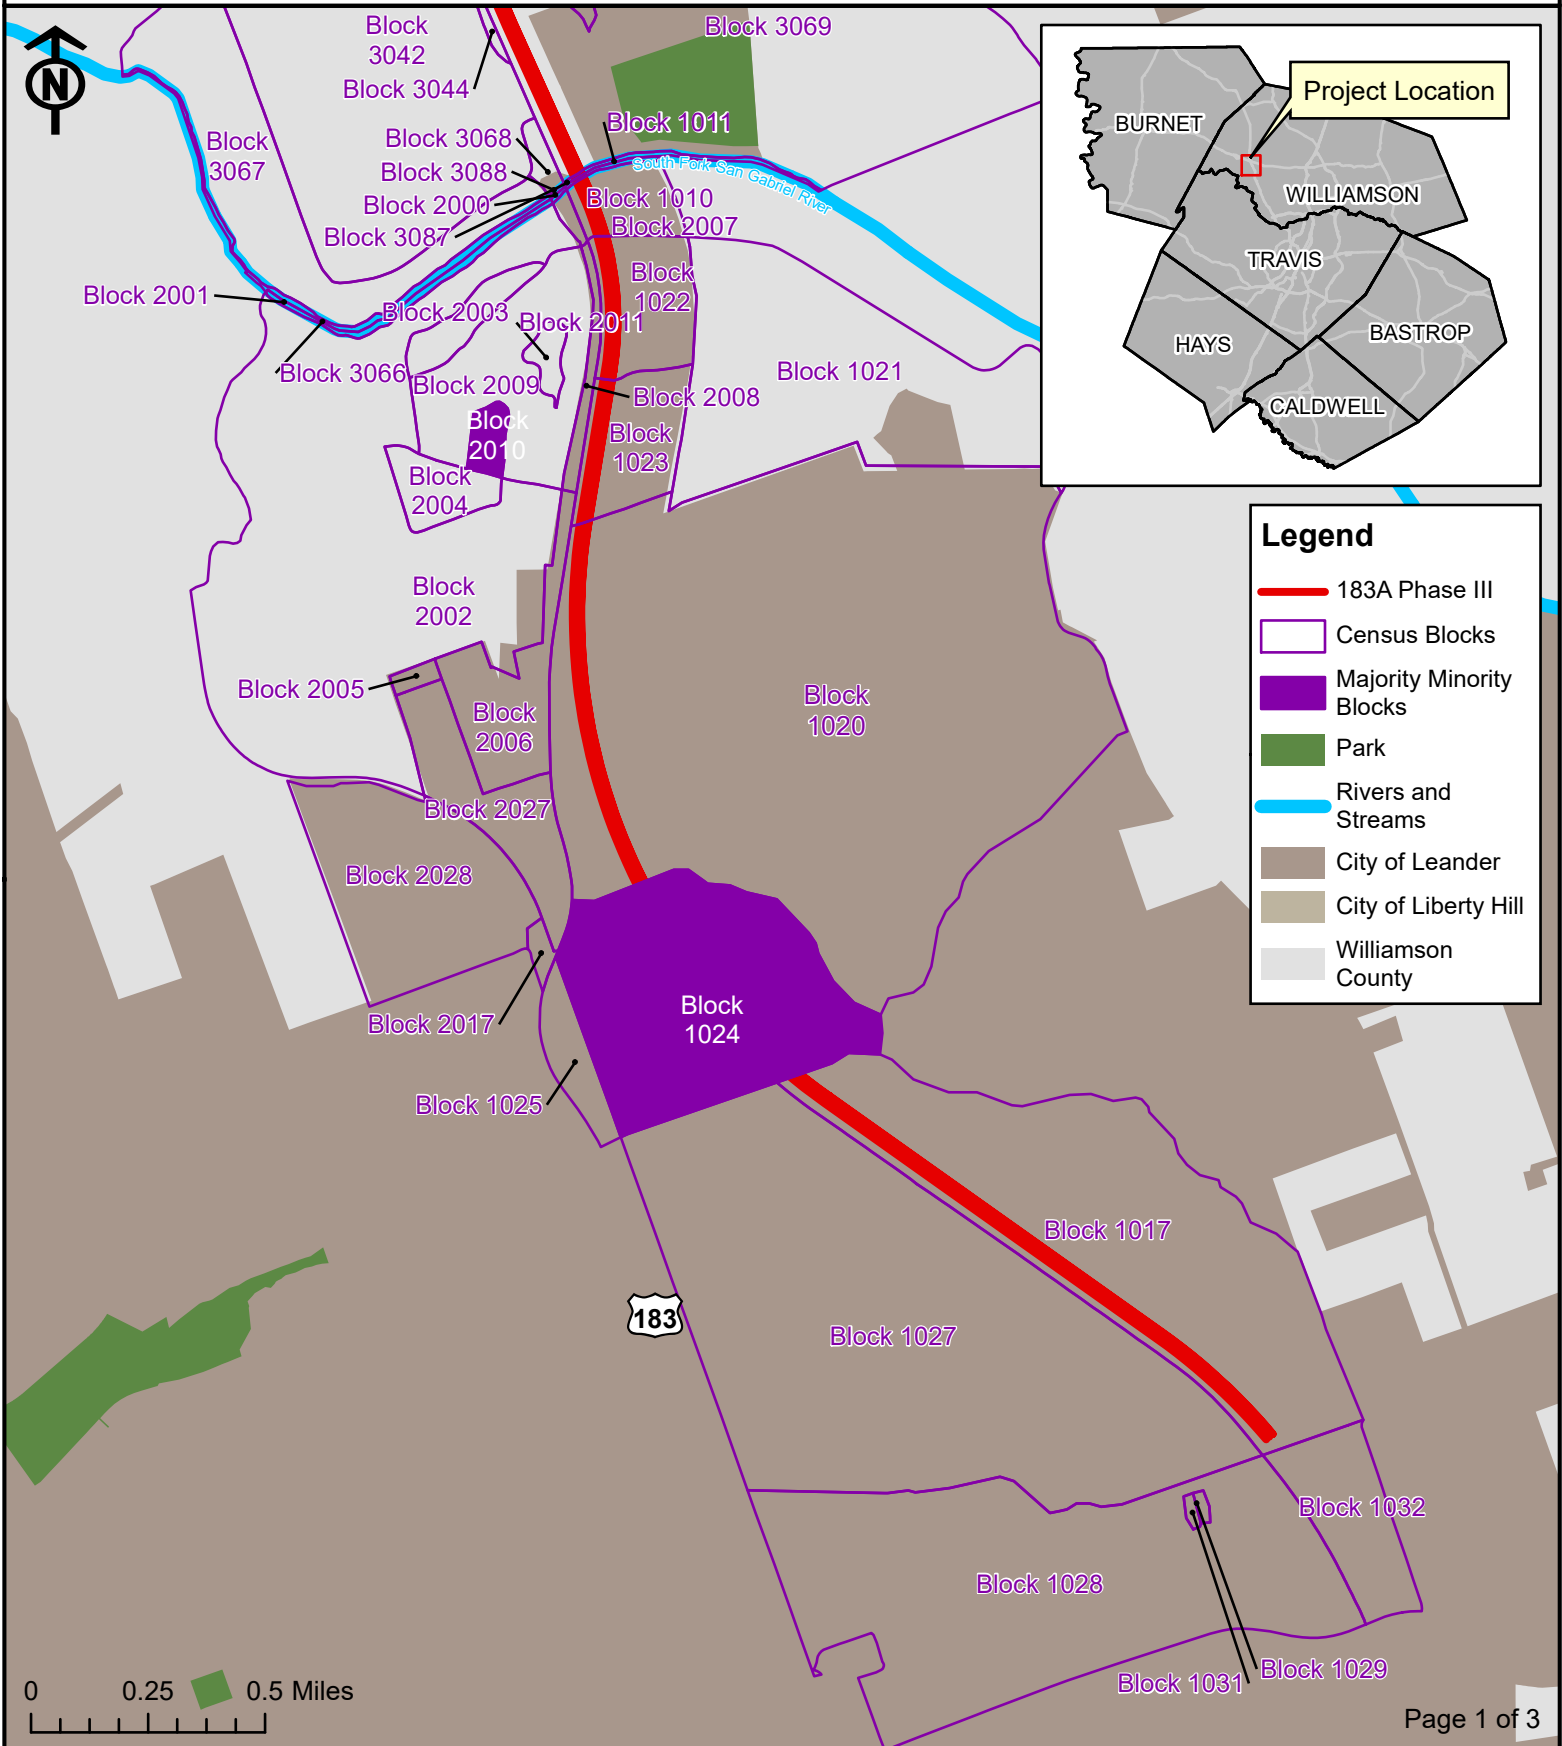 Block
3042
Block 3044
Block 3069
N
Block
3067
Block 3068
Block 3088
Block 2000
Block 3087
Block 1011
South Fork San Gabriel River
Block 1010
Block 2007
Block
1022
Block 2001
Block 2003
Block 2011
Block 3066
Block 2009
Block 1021
Block 2008
Block
2010
Block
1023
Block
2004
Block
2002
Block 2005
Block
2006
Block
1020
Block 2027
Block 2028
Block
1024
Block 2017
Block 1025
Block 1017
183
Block 1027
Block 1032
Block 1028
Block 1031
Block 1029
0 0.25 0.5 Miles
Project Location
BURNET
WILLIAMSON
TRAVIS
HAYS
BASTROP
CALDWELL
Legend
183A Phase III
Census Blocks
Majority Minority
Blocks
Park
Rivers and
Streams
City of Leander
City of Liberty Hill
Williamson
County
Page 1 of 3